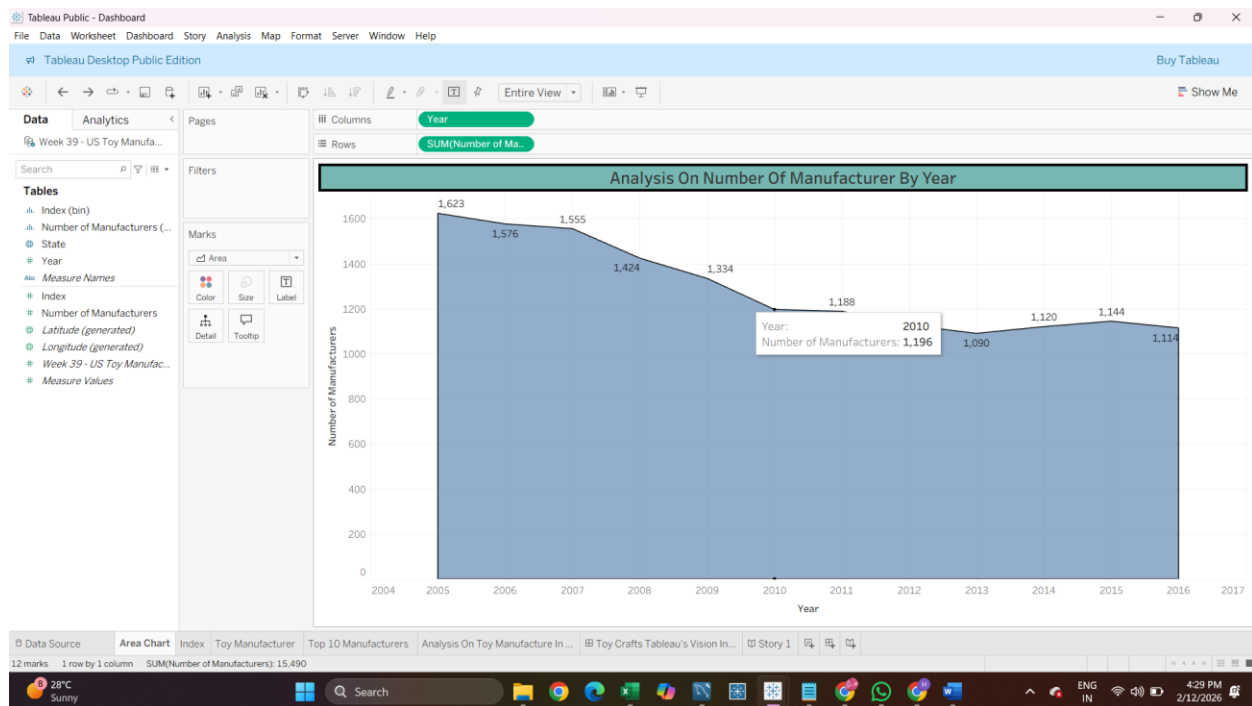 Tableau Public - Dashboard
File Data Worksheet Dashboard Story Analysis Map Format Server Window Help
Tableau Desktop Public Edition Buy Tableau
Entire View Show Me
Data Analytics
Week 39 - US Toy Manufa...
Search
Tables
Index (bin)
Number of Manufacturers (...
State
# Year
Abc Measure Names
# Index
# Number of Manufacturers
Latitude (generated)
Longitude (generated)
# Week 39 - US Toy Manufac...
# Measure Values
Pages
Filters
Marks
Area
Color Size Label
Detail Tooltip
Columns Year
Rows SUM(Number of Ma..
Analysis On Number Of Manufacturer By Year
Number of Manufacturers
1600
1400
1200
1000
800
600
400
200
0
1,623
1,576
1,555
1,424
1,334
1,188
1,090
1,120
1,144
1,114
Year: 2010
Number of Manufacturers: 1,196
2004 2005 2006 2007 2008 2009 2010 2011 2012 2013 2014 2015 2016 2017
Year
Data Source Area Chart Index Toy Manufacturer Top 10 Manufacturers Analysis On Toy Manufacture In ... Toy Crafts Tableau's Vision In... Story 1
12 marks 1 row by 1 column SUM(Number of Manufacturers): 15,490
8
28°C
Sunny
Search
ENG
IN
4:29 PM
2/12/2026